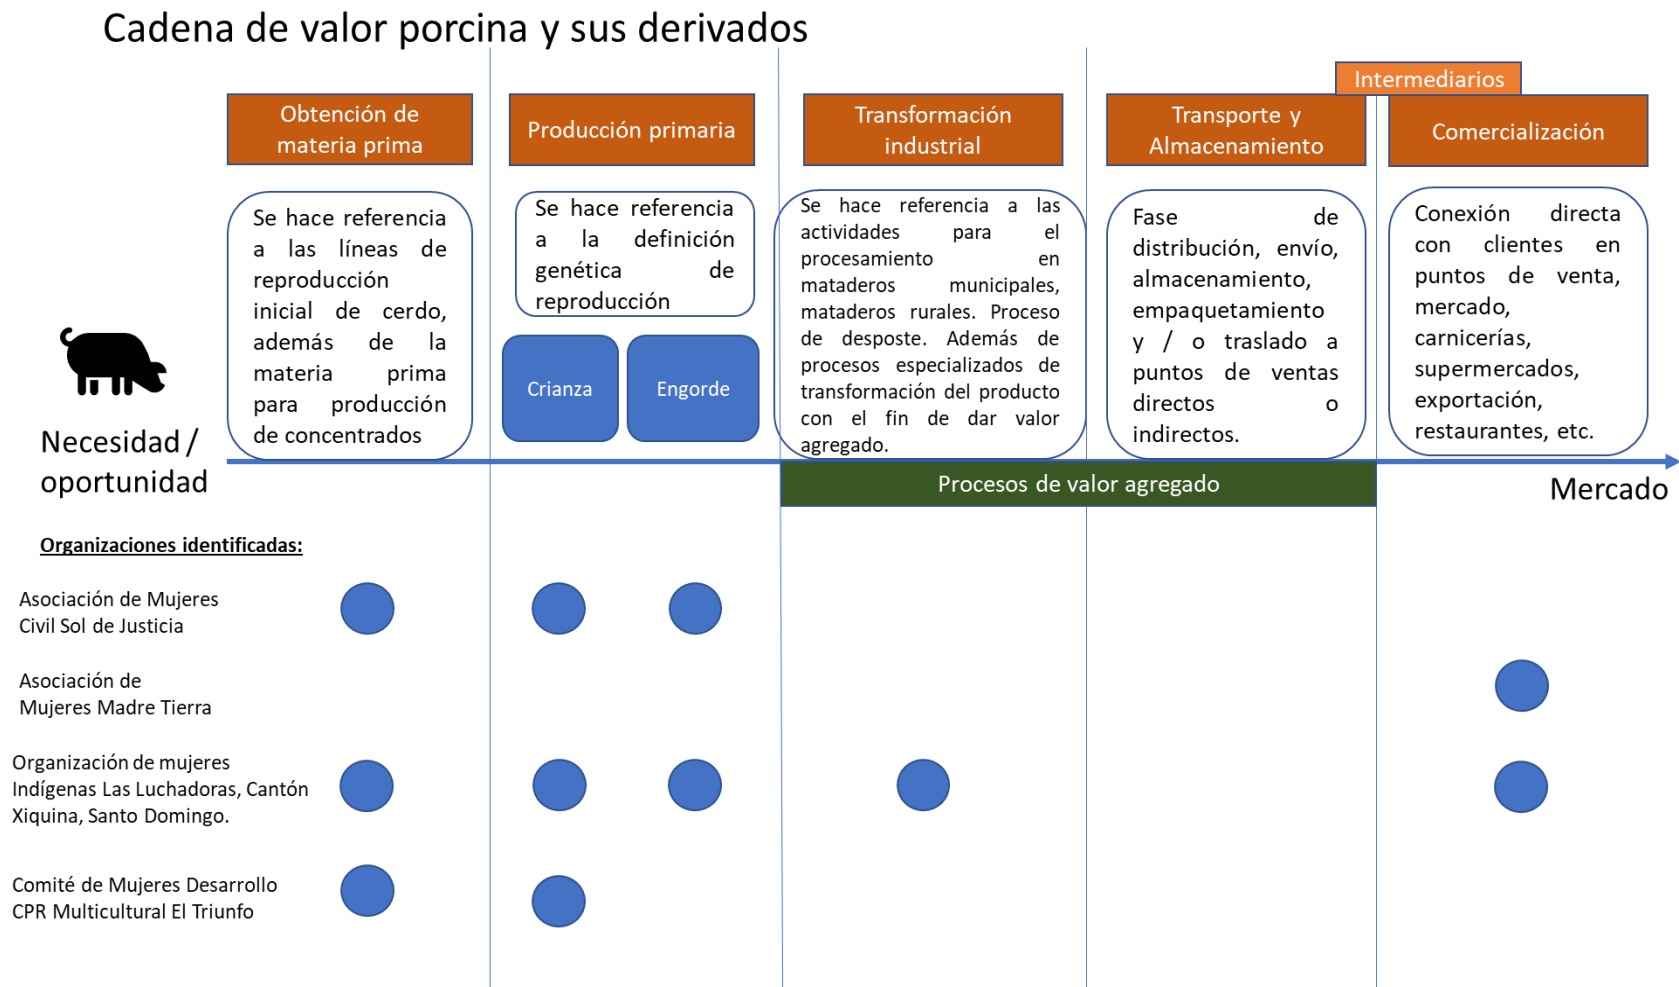 Cadena de valor porcina y sus derivados
Intermediarios
Obtención de
materia prima
Producción primaria
Transformación
industrial
Transporte y
Almacenamiento
Comercialización
Se hace referencia
a las líneas de
reproducción
inicial de cerdo,
además de la
materia prima
para producción
de concentrados
Se hace referencia
a la definición
genética de
reproducción
Crianza
Engorde
Se hace referencia a las
actividades para el
procesamiento en
mataderos municipales,
mataderos rurales. Proceso
de desposte. Además de
procesos especializados de
transformación del producto
con el fin de dar valor
agregado.
Fase de
distribución, envío,
almacenamiento,
empaquetamiento
y / o traslado a
puntos de ventas
directos o
indirectos.
Conexión directa
con clientes en
puntos de venta,
mercado,
carnicerías,
supermercados,
exportación,
restaurantes, etc.
Necesidad /
oportunidad
Procesos de valor agregado
Mercado
Organizaciones identificadas:
Asociación de Mujeres
Civil Sol de Justicia
Asociación de
Mujeres Madre Tierra
Organización de mujeres
Indígenas Las Luchadoras, Cantón
Xiquina, Santo Domingo.
Comité de Mujeres Desarrollo
CPR Multicultural El Triunfo